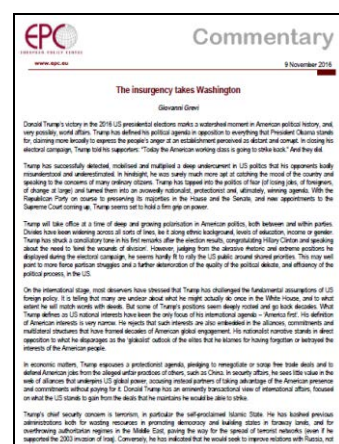 EPC
EUROPEAN POLICY CENTRE
Commentary
www.epc.eu
9 November 2016
The insurgency takes Washington
Giovanni Grevi
Donald Trump's victory in the 2016 US presidential elections marks a watershed moment in American political history, and,
very possibly, world affairs. Trump has defined his political agenda in opposition to everything that President Obama stands
for, claiming more broadly to express the people's anger at an establishment perceived as distant and corrupt. In closing his
electoral campaign, Trump told his supporters: "Today the American working class is going to strike back." And they did.
Trump has successfully detected, mobilised and multiplied a deep undercurrent in US politics that his opponents badly
misunderstood and underestimated. In hindsight, he was surely much more apt at catching the mood of the country and
speaking to the concerns of many ordinary citizens. Trump has tapped into the politics of fear (of losing jobs, of foreigners,
of change at large) and turned them into an avowedly nationalist, protectionist and, ultimately, winning agenda. With the
Republican Party on course to preserving its majorities in the House and the Senate, and new appointments to the
Supreme Court coming up, Trump seems set to hold a firm grip on power.
Trump will take office at a time of deep and growing polarisation in American politics, both between and within parties.
Divides have been widening across all sorts of lines, be it along ethnic background, levels of education, income or gender.
Trump has struck a conciliatory tone in his first remarks after the election results, congratulating Hillary Clinton and speaking
about the need to 'bind the wounds of division'. However, judging from the abrasive rhetoric and extreme positions he
displayed during the electoral campaign, he seems hardly fit to rally the US public around shared priorities. This may well
point to more fierce partisan struggles and a further deterioration of the quality of the political debate, and efficiency of the
political process, in the US.
On the international stage, most observers have stressed that Trump has challenged the fundamental assumptions of US
foreign policy. It is telling that many are unclear about what he might actually do once in the White House, and to what
extent he will match words with deeds. But some of Trump's positions seem deeply rooted and go back decades. What
Trump defines as US national interests have been the only focus of his international agenda – 'America first'. His definition
of American interests is very narrow. He rejects that such interests are also embedded in the alliances, commitments and
multilateral structures that have framed decades of American global engagement. His nationalist narrative stands in direct
opposition to what he disparages as the 'globalist' outlook of the elites that he blames for having forgotten or betrayed the
interests of the American people.
In economic matters, Trump espouses a protectionist agenda, pledging to renegotiate or scrap free trade deals and to
defend American jobs from the alleged unfair practices of others, such as China. In security affairs, he sees little value in the
web of alliances that underpins US global power, accusing instead partners of taking advantage of the American presence
and commitments without paying for it. Donald Trump has an eminently transactional view of international affairs, focused
on what the US stands to gain from the deals that he maintains he would be able to strike.
Trump's chief security concern is terrorism, in particular the self-proclaimed Islamic State. He has bashed previous
administrations both for wasting resources in promoting democracy and building states in faraway lands, and for
overthrowing authoritarian regimes in the Middle East, paving the way for the spread of terrorist networks (even if he
supported the 2003 invasion of Iraq). Conversely, he has indicated that he would seek to improve relations with Russia, not